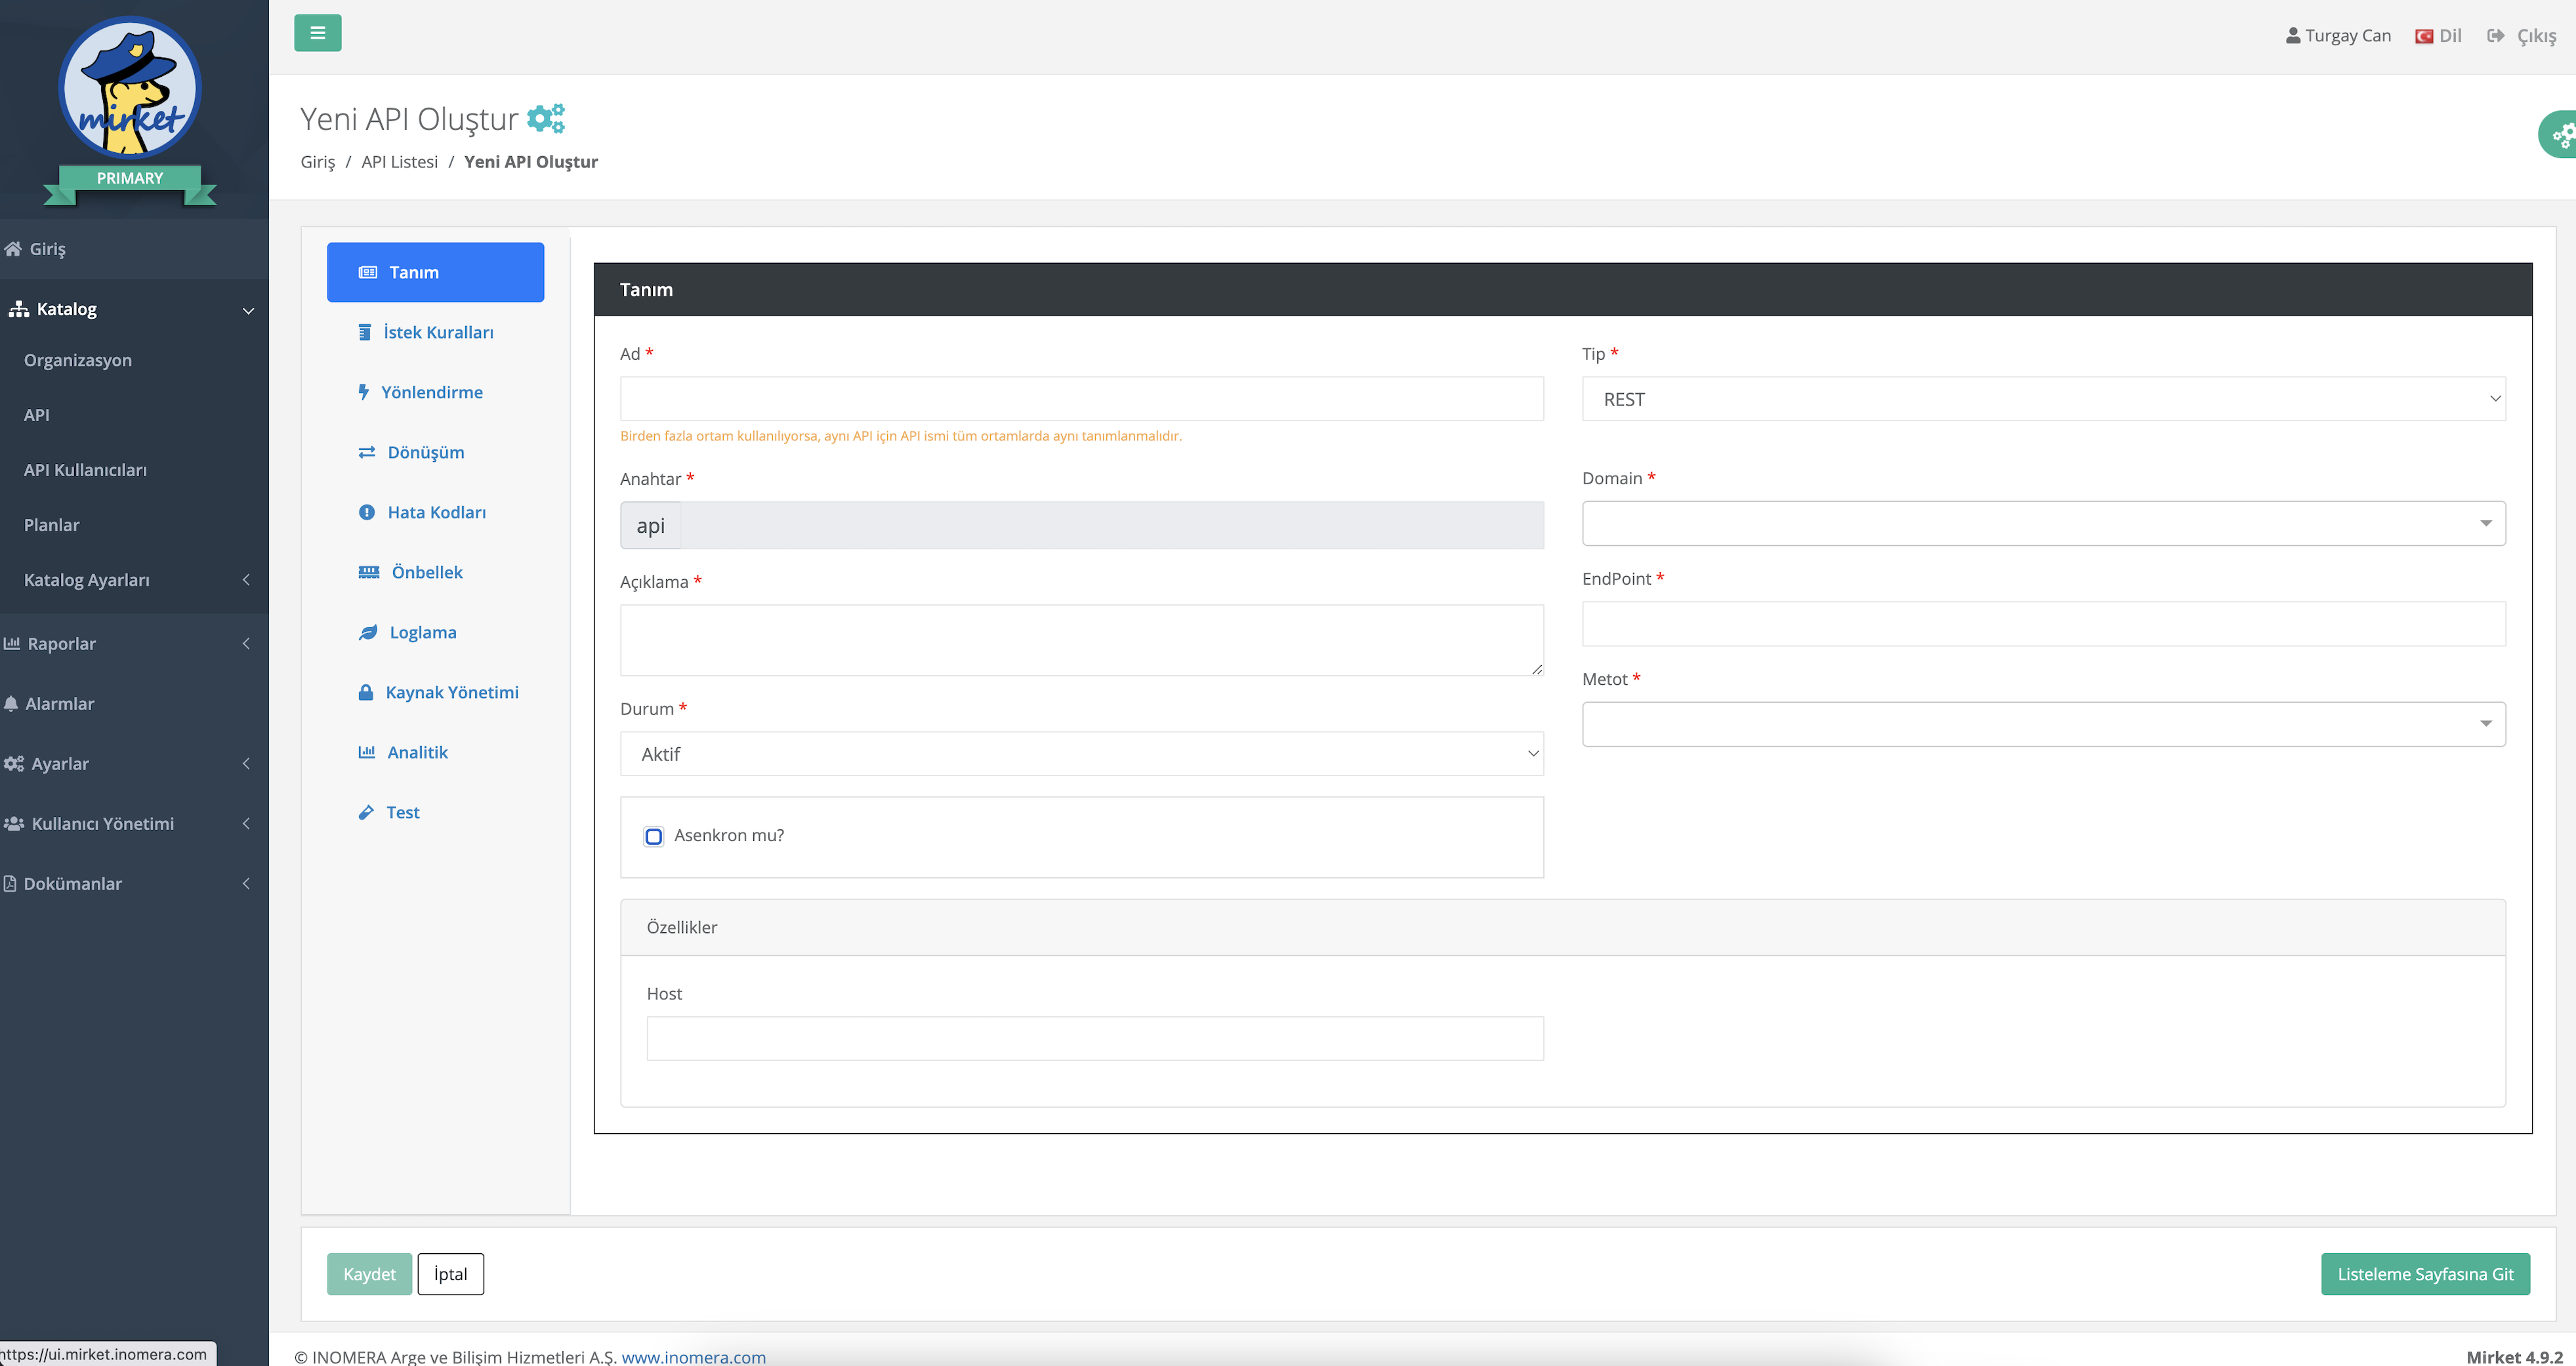 mirket
PRIMARY
Giriş
Katalog
Organizasyon
API
API Kullanıcıları
Planlar
Katalog Ayarları
Raporlar
Alarmlar
Ayarlar
Kullanıcı Yönetimi
Dokümanlar
https://ui.mirket.inomera.com
Turgay Can Dil Çıkış
Yeni API Oluştur
Giriş / API Listesi / Yeni API Oluştur
Tanım
İstek Kuralları
Yönlendirme
Dönüşüm
Hata Kodları
Önbellek
Loglama
Kaynak Yönetimi
Analitik
Test
Tanım
Ad *
Birden fazla ortam kullanılıyorsa, aynı API için API ismi tüm ortamlarda aynı tanımlanmalıdır.
Tip *
REST
Anahtar *
api
Domain *
Açıklama *
EndPoint *
Durum *
Aktif
Metot *
Asenkron mu?
Özellikler
Host
Kaydet İptal Listeleme Sayfasına Git
© INOMERA Arge ve Bilişim Hizmetleri A.Ş. www.inomera.com Mirket 4.9.2